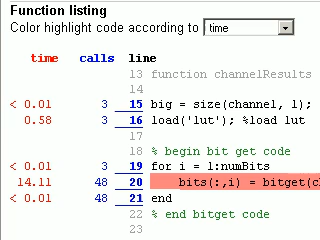 Function listing
Color highlight code according to time
time calls line
13 function channelResults
14
< 0.01 3 15 big = size(channel, 1);
0.58 3 16 load('lut'); %load lut
17
18 % begin bit get code
< 0.01 3 19 for i = 1:numBits
14.11 48 20 bits(:,i) = bitget(c
< 0.01 48 21 end
22 % end bitget code
23